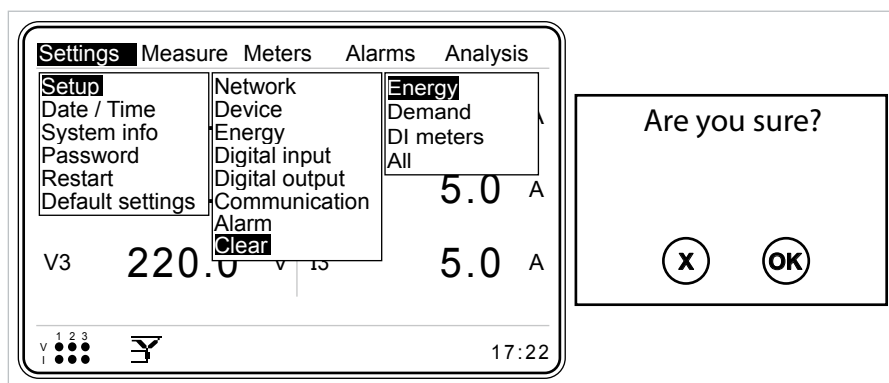 Settings Measure Meters Alarms Analysis
Setup
Date / Time
System info
Password
Restart
Default settings
Network
Device
Energy
Digital input
Digital output
Communication
Alarm
Clear
Energy
Demand
DI meters
All
A
5.0 A
V3 220.0 V I3 5.0 A
1 2 3
V
I
17:22
Are you sure?
X OK